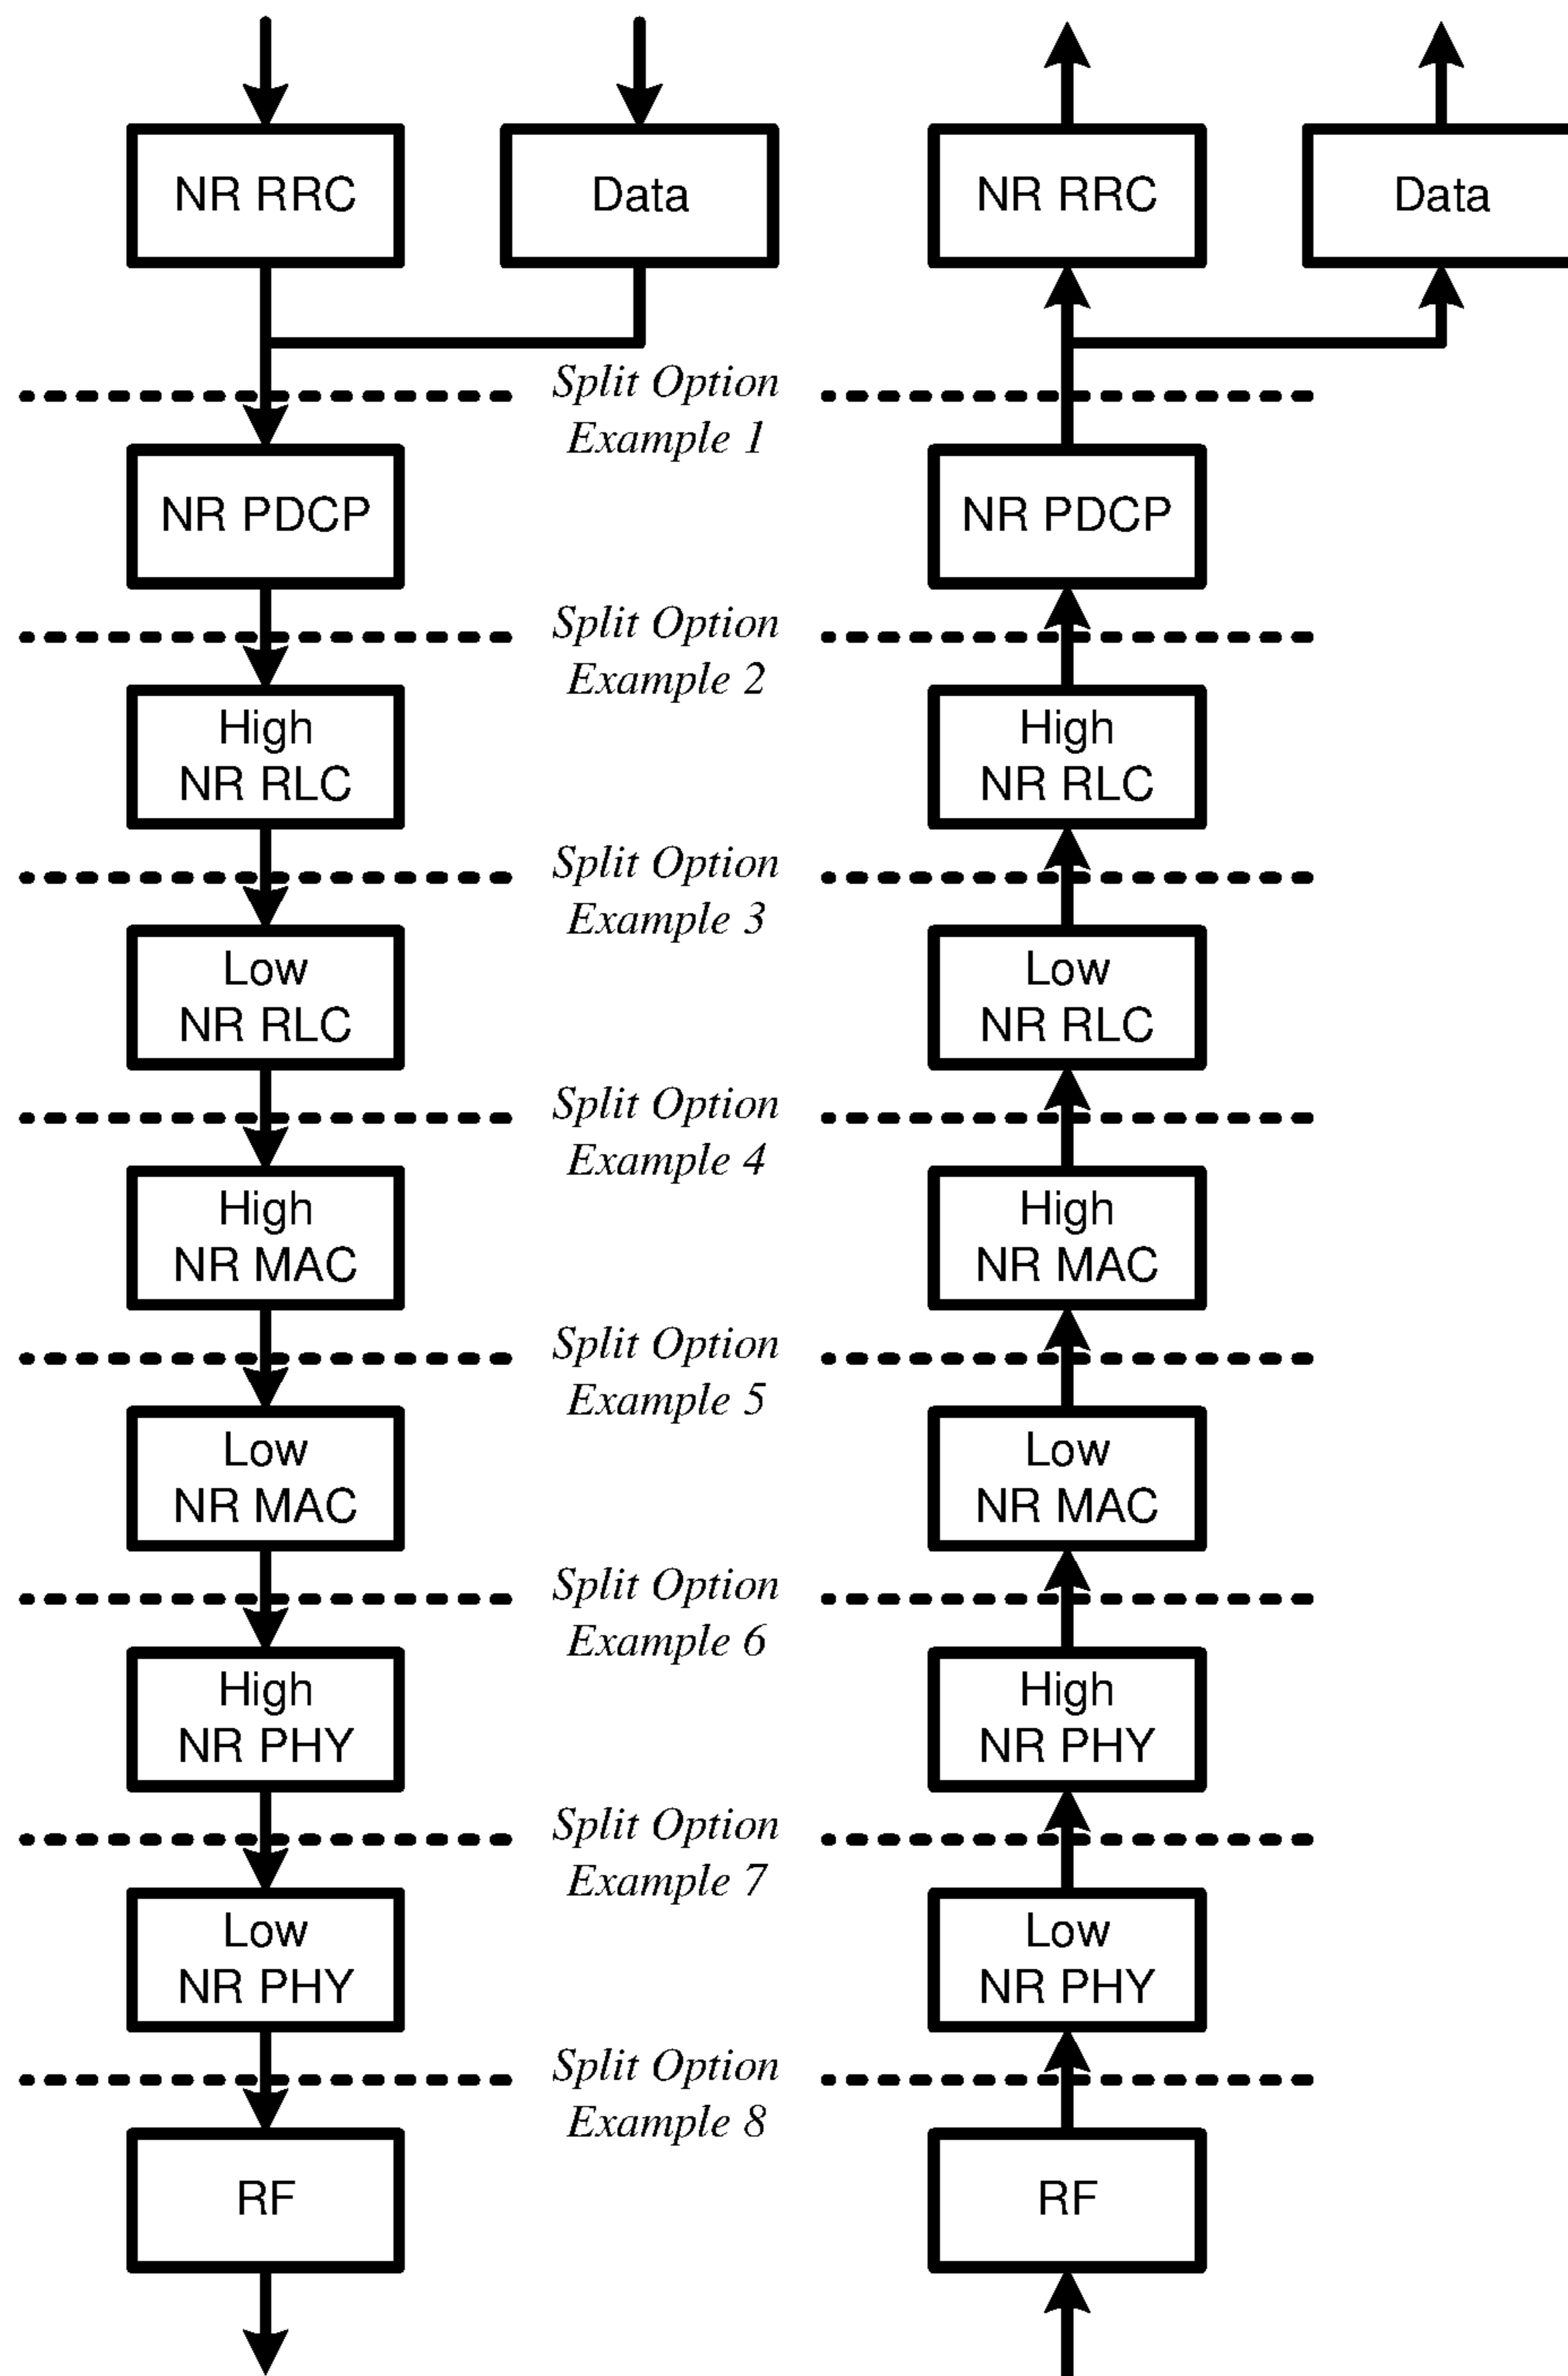 NR RRC
Data
NR RRC
Data
Split Option
Example 1
NR PDCP
NR PDCP
Split Option
Example 2
High
NR RLC
High
NR RLC
Split Option
Example 3
Low
NR RLC
Low
NR RLC
Split Option
Example 4
High
NR MAC
High
NR MAC
Split Option
Example 5
Low
NR MAC
Low
NR MAC
Split Option
Example 6
High
NR PHY
High
NR PHY
Split Option
Example 7
Low
NR PHY
Low
NR PHY
Split Option
Example 8
RF
RF